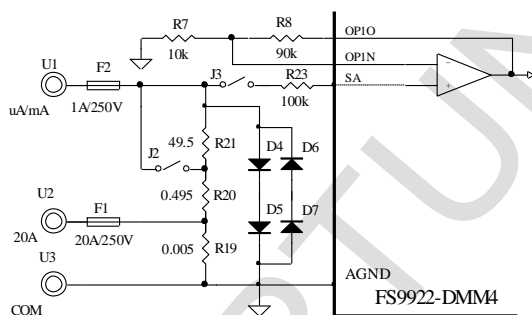 R7
R8
OP1O
10k
90k
OP1N
U1
F2
J3
R23
SA
uA/mA
1A/250V
100k
49.5
R21
D4
D6
J2
U2
0.495
R20
F1
20A
20A/250V
D5
D7
U3
0.005
R19
AGND
COM
FS9922-DMM4